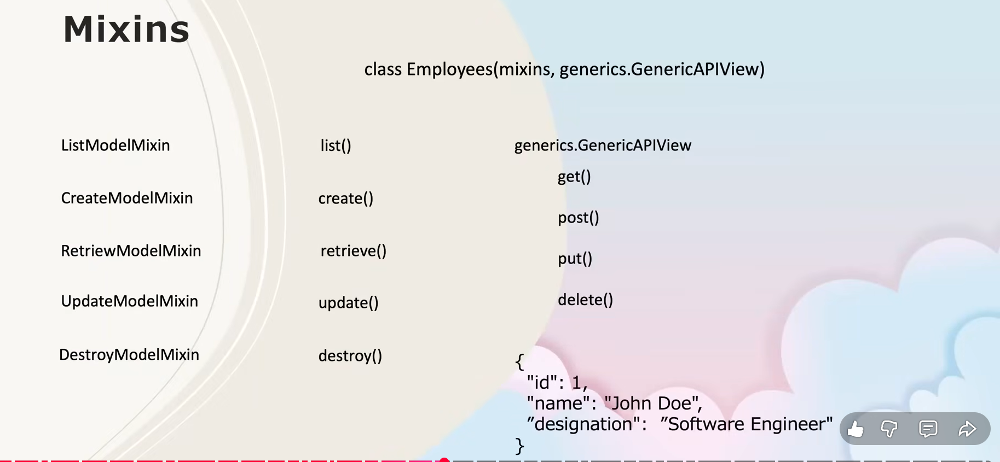 Mixins
class Employees(mixins, generics.GenericAPIView)
ListModelMixin
list()
generics.GenericAPIView
get()
CreateModelMixin
create()
post()
RetriewModelMixin
retrieve()
put()
UpdateModelMixin
update()
delete()
DestroyModelMixin
destroy()
{
"id": 1,
"name": "John Doe",
”designation": ”Software Engineer"
}